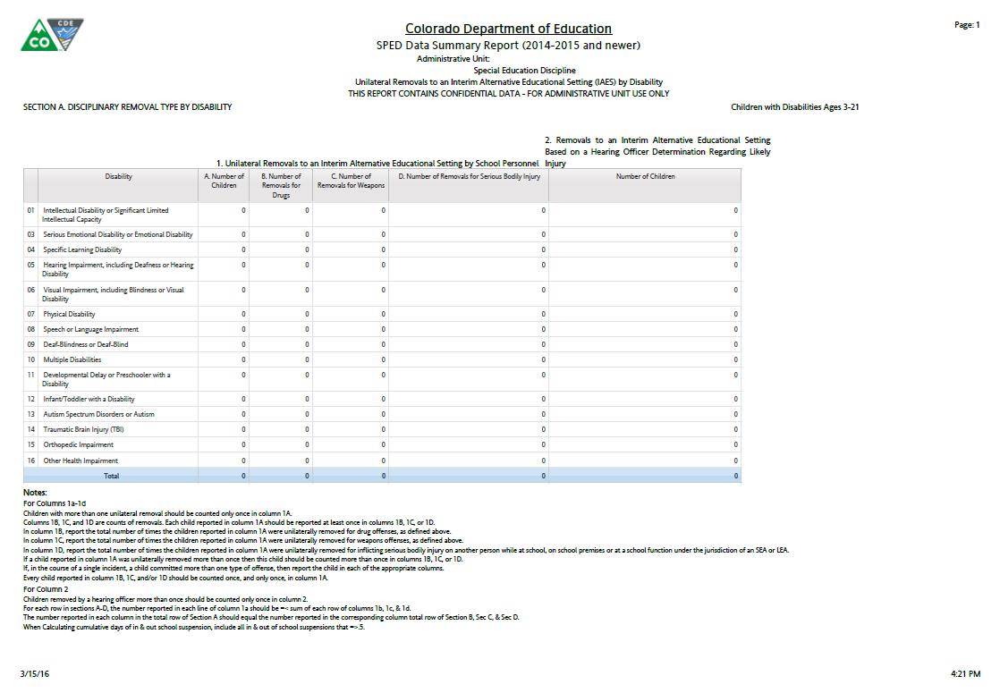 CDE
CO
Colorado Department of Education
Page: 1
SPED Data Summary Report (2014-2015 and newer)
Administrative Unit:
Special Education Discipline
Unilateral Removals to an Interim Alternative Educational Setting (IAES) by Disability
THIS REPORT CONTAINS CONFIDENTIAL DATA - FOR ADMINISTRATIVE UNIT USE ONLY
SECTION A. DISCIPLINARY REMOVAL TYPE BY DISABILITY
Children with Disabilities Ages 3-21
1. Unilateral Removals to an Interim Alternative Educational Setting by School Personnel
2. Removals to an Interim Alternative Educational Setting
Based on a Hearing Officer Determination Regarding Likely
Injury
Disability
A. Number of
Children
B. Number of
Removals for
Drugs
C. Number of
Removals for Weapons
D. Number of Removals for Serious Bodily Injury
Number of Children
01 Intellectual Disability or Significant Limited 0 0 0 0 0
Intellectual Capacity
03 Serious Emotional Disability or Emotional Disability 0 0 0 0 0
04 Specific Learning Disability 0 0 0 0 0
05 Hearing Impairment, including Deafness or Hearing 0 0 0 0 0
Disability
06 Visual Impairment, including Blindness or Visual 0 0 0 0 0
Disability
07 Physical Disability 0 0 0 0 0
08 Speech or Language Impairment 0 0 0 0 0
09 Deaf-Blindness or Deaf-Blind 0 0 0 0 0
10 Multiple Disabilities 0 0 0 0 0
11 Developmental Delay or Preschooler with a 0 0 0 0 0
Disability
12 Infant/Toddler with a Disability 0 0 0 0 0
13 Autism Spectrum Disorders or Autism 0 0 0 0 0
14 Traumatic Brain Injury (TBI) 0 0 0 0 0
15 Orthopedic Impairment 0 0 0 0 0
16 Other Health Impairment 0 0 0 0 0
Total 0 0 0 0 0
Notes:
For Columns 1a-1d
Children with more than one unilateral removal should be counted only once in column 1A.
Columns 1B, 1C, and 1D are counts of removals. Each child reported in column 1A should be reported at least once in columns 1B, 1C, or 1D.
In column 1B, report the total number of times the children reported in column 1A were unilaterally removed for drug offenses, as defined above.
In column 1C, report the total number of times the children reported in column 1A were unilaterally removed for weapons offenses, as defined above.
In column 1D, report the total number of times the children reported in column 1A were unilaterally removed for inflicting serious bodily injury on another person while at school, on school premises or at a school function under the jurisdiction of an SEA or LEA.
If a child reported in column 1A was unilaterally removed more than once then this child should be counted more than once in columns 1B, 1C, or 1D.
If, in the course of a single incident, a child committed more than one type of offense, then report the child in each of the appropriate columns.
Every child reported in column 1B, 1C, and/or 1D should be counted once, and only once, in column 1A.
For Column 2
Children removed by a hearing officer more than once should be counted only once in column 2.
For each row in sections A-D, the number reported in each line of column 1a should be =< sum of each row of columns 1b, 1c, & 1d.
The number reported in each column in the total row of Section A should equal the number reported in the corresponding column total row of Section B, Sec C, & Sec D.
When Calculating cumulative days of in & out school suspension, include all in & out of school suspensions that =>.5.
3/15/16
4:21 PM